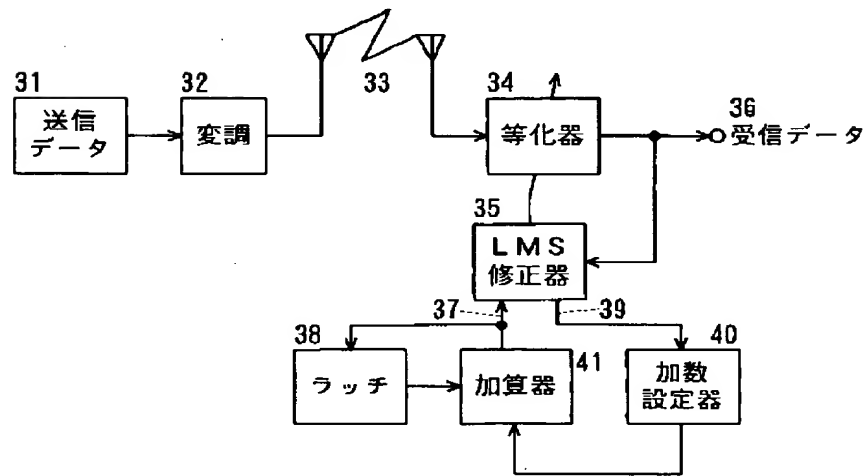 31
送信
データ
32
変調
33
34
等化器
36
受信データ
35
LMS
修正器
37
39
38
ラッチ
加算器
41
40
加数
設定器